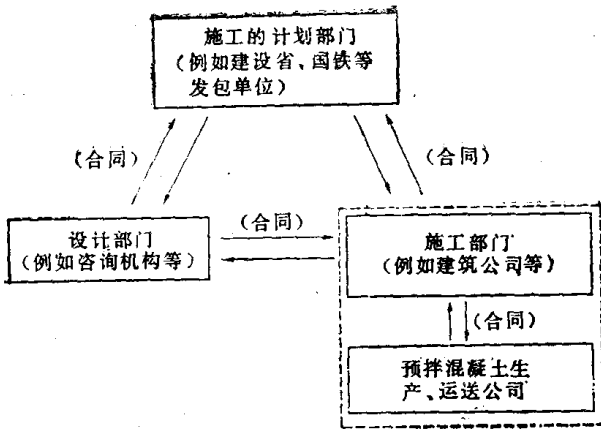 施工的计划部门
(例如建设省、国铁等
发包单位)
(合同)
(合同)
(合同)
设计部门
(例如咨询机构等)
施工部门
(例如建筑公司等)
(合同)
预拌混凝土生
产、运送公司